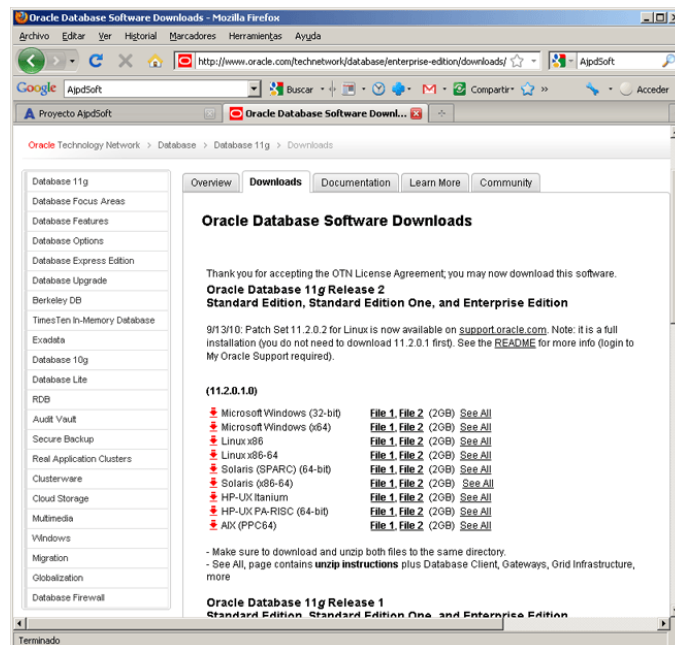 Oracle Database Software Downloads - Mozilla Firefox
Archivo Editar Ver Historial Marcadores Herramientas Ayuda
http://www.oracle.com/technetwork/database/enterprise-edition/downloads/
AjpdSoft
Google
AjpdSoft
Buscar
Compartir
»
Acceder
Proyecto AjpdSoft
Oracle Database Software Downl...
Oracle Technology Network > Database > Database 11g > Downloads
Database 11g
Database Focus Areas
Database Features
Database Options
Database Express Edition
Database Upgrade
Berkeley DB
TimesTen In-Memory Database
Exadata
Database 10g
Database Lite
RDB
Audit Vault
Secure Backup
Real Application Clusters
Clusterware
Cloud Storage
Multimedia
Windows
Migration
Globalization
Database Firewall
Overview Downloads Documentation Learn More Community
Oracle Database Software Downloads
Thank you for accepting the OTN License Agreement; you may now download this software.
Oracle Database 11g Release 2
Standard Edition, Standard Edition One, and Enterprise Edition
9/13/10: Patch Set 11.2.0.2 for Linux is now available on support.oracle.com. Note: it is a full
installation (you do not need to download 11.2.0.1 first). See the README for more info (login to
My Oracle Support required).
(11.2.0.1.0)
Microsoft Windows (32-bit) File 1, File 2 (2GB) See All
Microsoft Windows (x64) File 1, File 2 (2GB) See All
Linux x86 File 1, File 2 (2GB) See All
Linux x86-64 File 1, File 2 (2GB) See All
Solaris (SPARC) (64-bit) File 1, File 2 (2GB) See All
Solaris (x86-64) File 1, File 2 (2GB) See All
HP-UX Itanium File 1, File 2 (2GB) See All
HP-UX PA-RISC (64-bit) File 1, File 2 (2GB) See All
AIX (PPC64) File 1, File 2 (2GB) See All
- Make sure to download and unzip both files to the same directory.
- See All, page contains unzip instructions plus Database Client, Gateways, Grid Infrastructure,
more
Oracle Database 11g Release 1
Standard Edition, Standard Edition One, and Enterprise Edition
Terminado